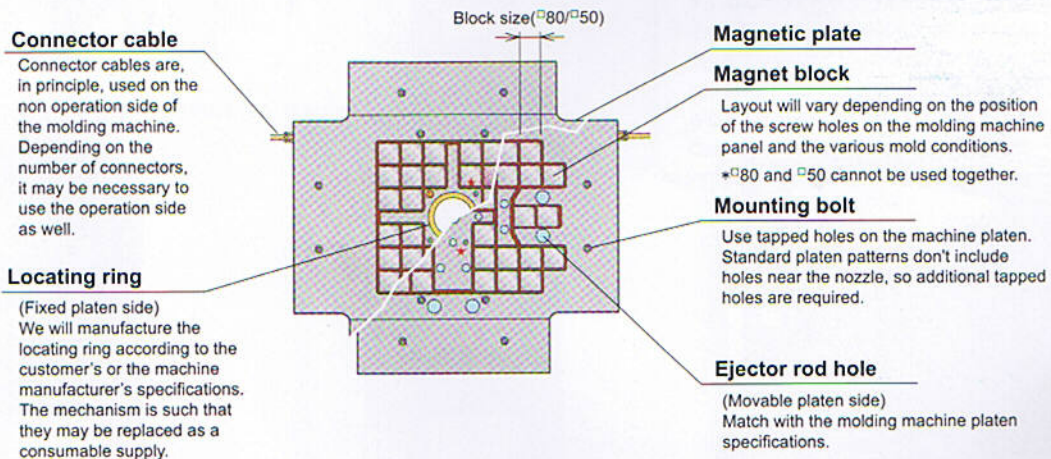 Block size(□80/□50)
Connector cable
Connector cables are,
in principle, used on the
non operation side of
the molding machine.
Depending on the
number of connectors,
it may be necessary to
use the operation side
as well.
Locating ring
(Fixed platen side)
We will manufacture the
locating ring according to the
customer's or the machine
manufacturer's specifications.
The mechanism is such that
they may be replaced as a
consumable supply.
Magnetic plate
Magnet block
Layout will vary depending on the position
of the screw holes on the molding machine
panel and the various mold conditions.
*□80 and □50 cannot be used together.
Mounting bolt
Use tapped holes on the machine platen.
Standard platen patterns don't include
holes near the nozzle, so additional tapped
holes are required.
Ejector rod hole
(Movable platen side)
Match with the molding machine platen
specifications.